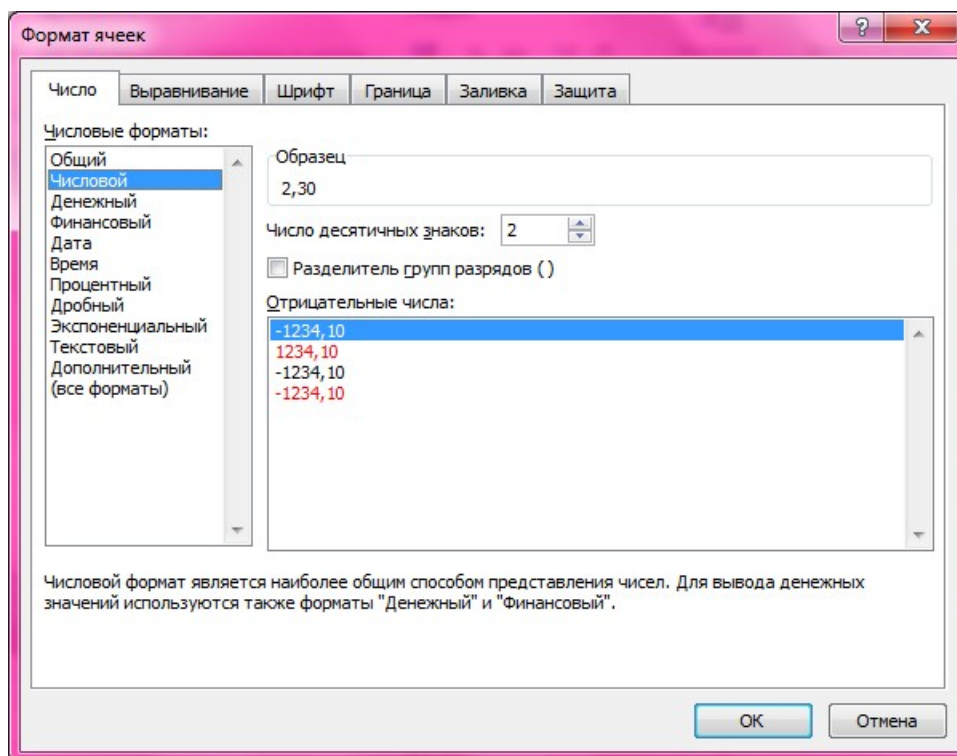 Формат ячеек
Число
Выравнивание
Шрифт
Граница
Заливка
Защита
Числовые форматы:
Общий
Числовой
Денежный
Финансовый
Дата
Время
Процентный
Дробный
Экспоненциальный
Текстовый
Дополнительный
(все форматы)
Образец
2,30
Число десятичных знаков: 2
Разделитель групп разрядов ( )
Отрицательные числа:
-1234,10
1234,10
-1234,10
-1234,10
Числовой формат является наиболее общим способом представления чисел. Для вывода денежных
значений используются также форматы "Денежный" и "Финансовый".
ОК
Отмена